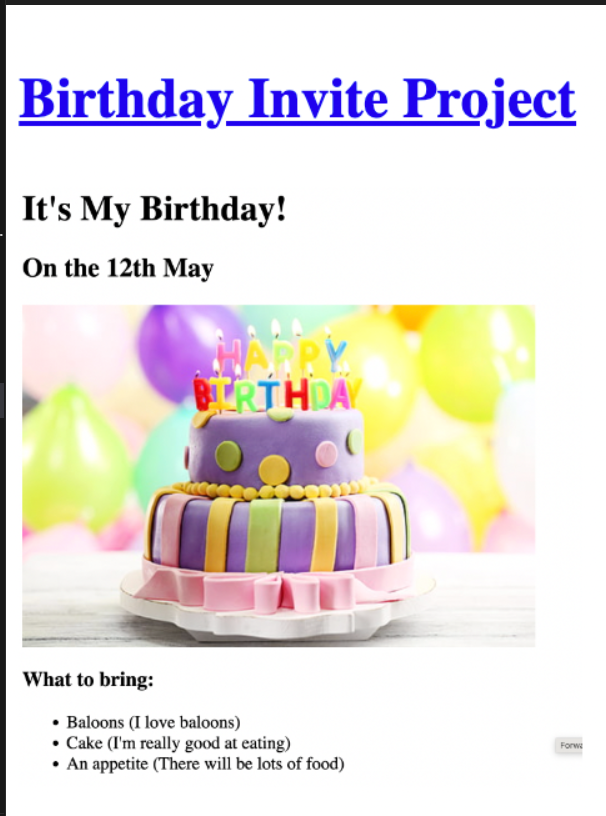 Birthday Invite Project
It's My Birthday!
On the 12th May
HAPPY
BIRTHDAY
What to bring:
• Baloons (I love baloons)
• Cake (I'm really good at eating)
• An appetite (There will be lots of food)